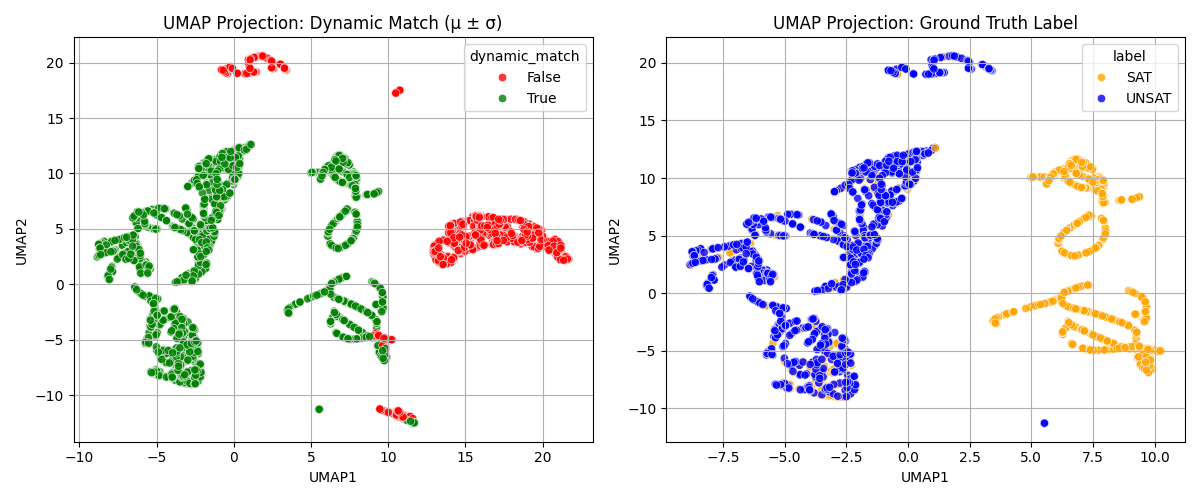 UMAP Projection: Dynamic Match (μ ± σ)
dynamic_match
False
True
20
15
10
5
0
−5
−10
UMAP2
−10
−5
0
5
10
15
20
UMAP1
UMAP Projection: Ground Truth Label
label
SAT
UNSAT
20
15
10
5
0
−5
−10
UMAP2
−7.5
−5.0
−2.5
0.0
2.5
5.0
7.5
10.0
UMAP1